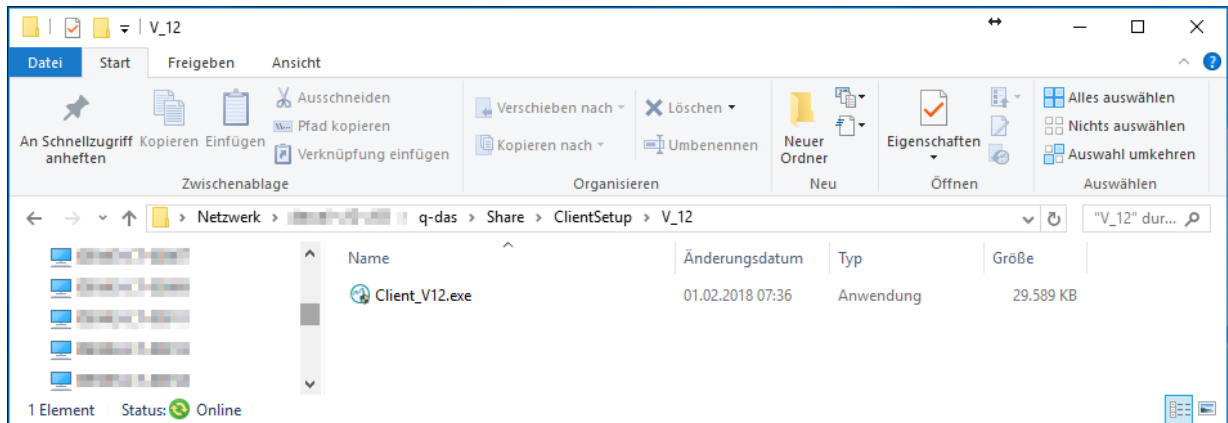 V_12
Datei Start Freigeben Ansicht
An Schnellzugriff anheften
Kopieren
Einfügen
Ausschneiden
Pfad kopieren
Verknüpfung einfügen
Zwischenablage
Verschieben nach
Kopieren nach
Löschen
Umbenennen
Organisieren
Neuer
Ordner
Neu
Eigenschaften
Öffnen
Alles auswählen
Nichts auswählen
Auswahl umkehren
Auswählen
Netzwerk > q-das > Share > ClientSetup > V_12
"V_12" dur...
Name Änderungsdatum Typ Größe
Client_V12.exe 01.02.2018 07:36 Anwendung 29.589 KB
1 Element Status: Online